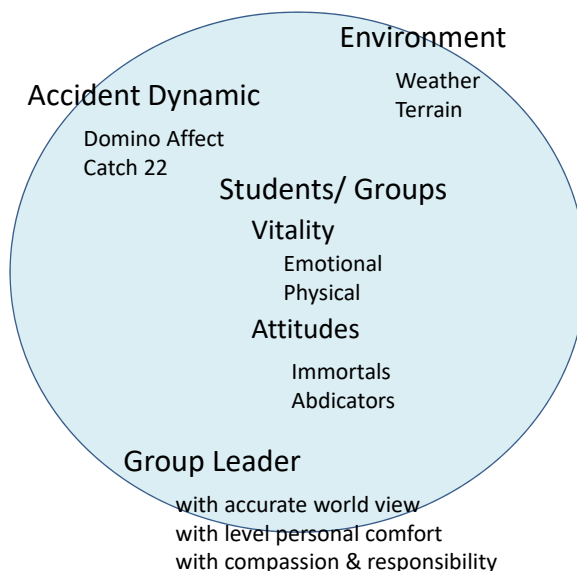 Environment
Weather
Terrain
Accident Dynamic
Domino Affect
Catch 22
Students/ Groups
Vitality
Emotional
Physical
Attitudes
Immortals
Abdicators
Group Leader
with accurate world view
with level personal comfort
with compassion & responsibility